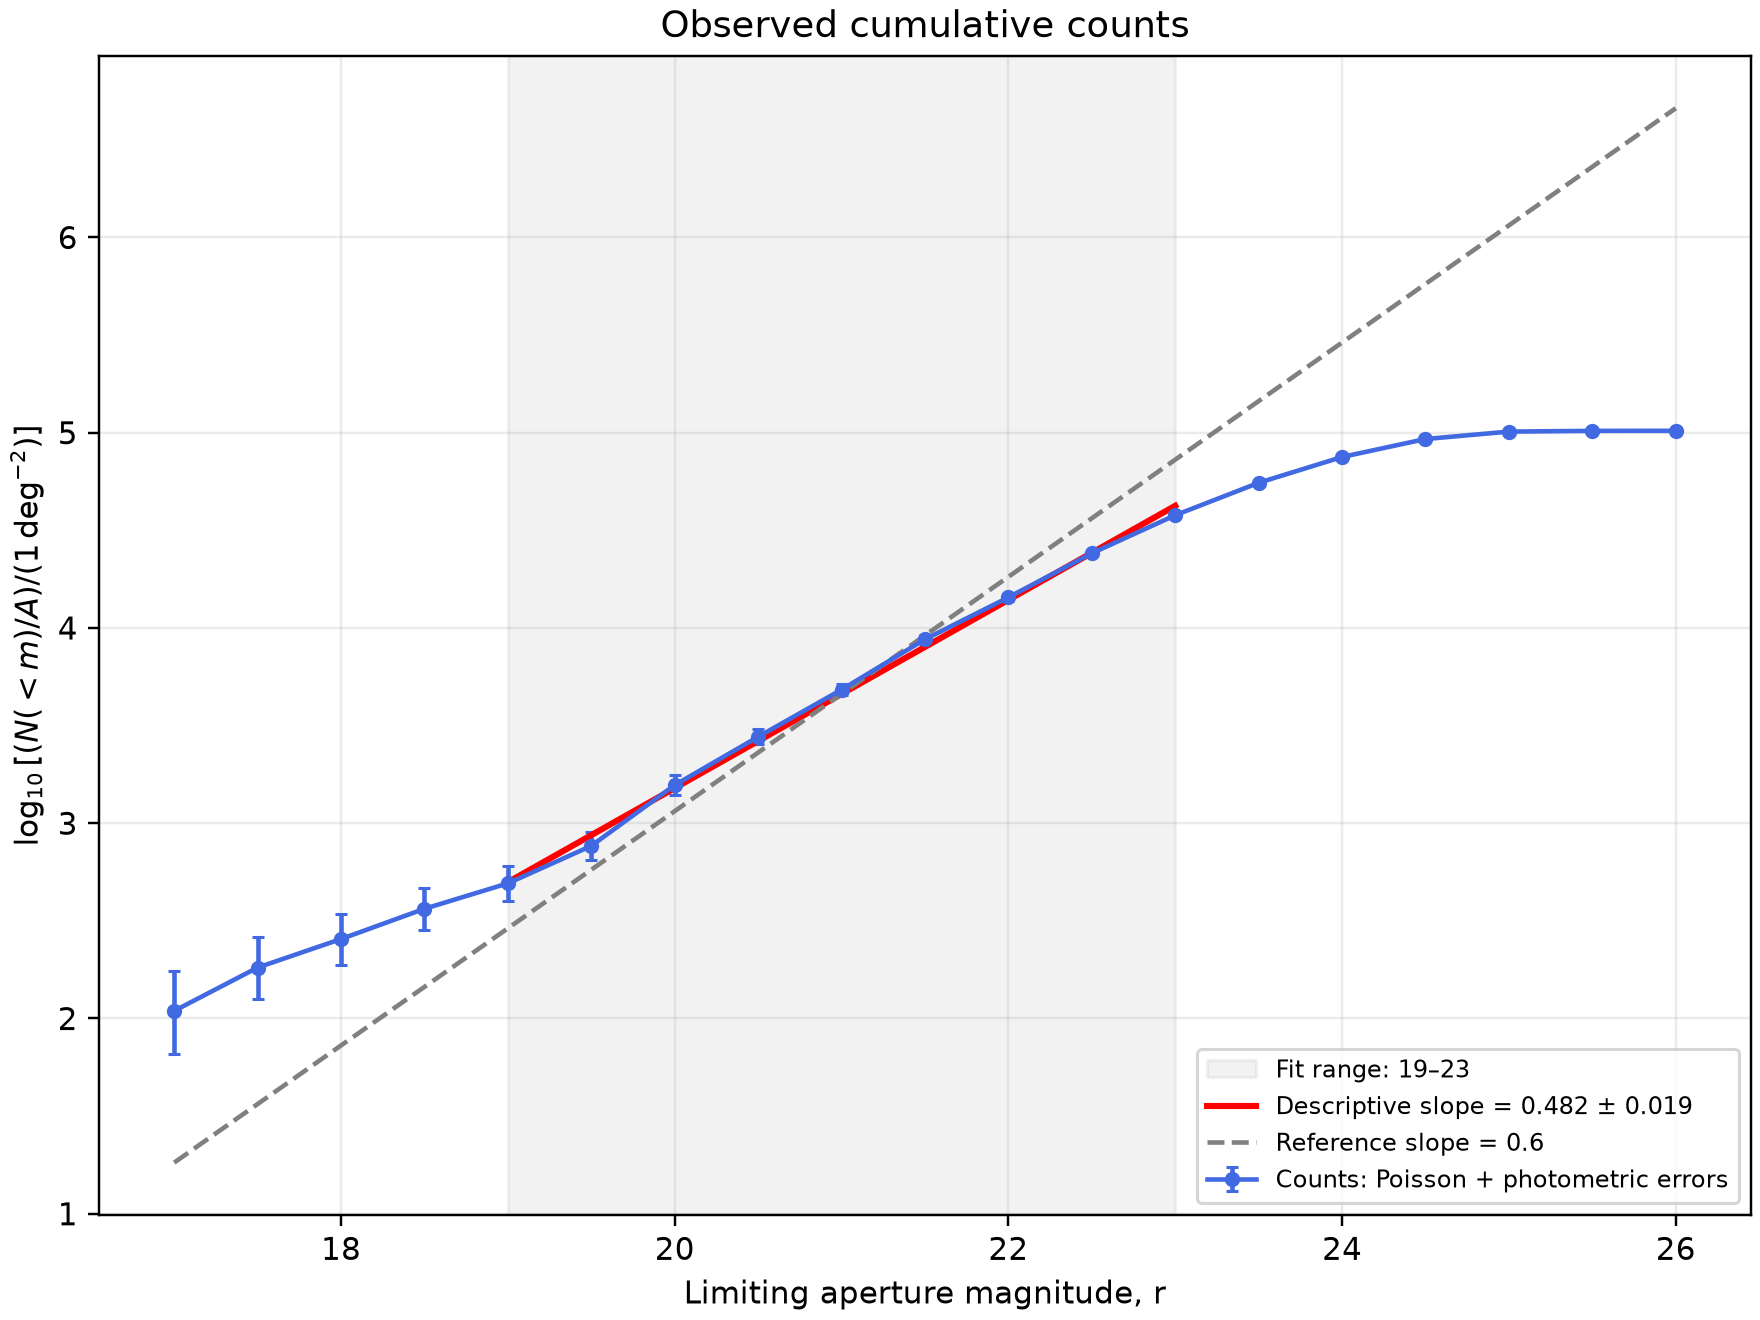 Observed cumulative counts
log₁₀ [(N( < m)/A)/(1 deg⁻²)]
6
5
4
3
2
1
18 20 22 24 26
Limiting aperture magnitude, r
Fit range: 19–23
Descriptive slope = 0.482 ± 0.019
Reference slope = 0.6
Counts: Poisson + photometric errors